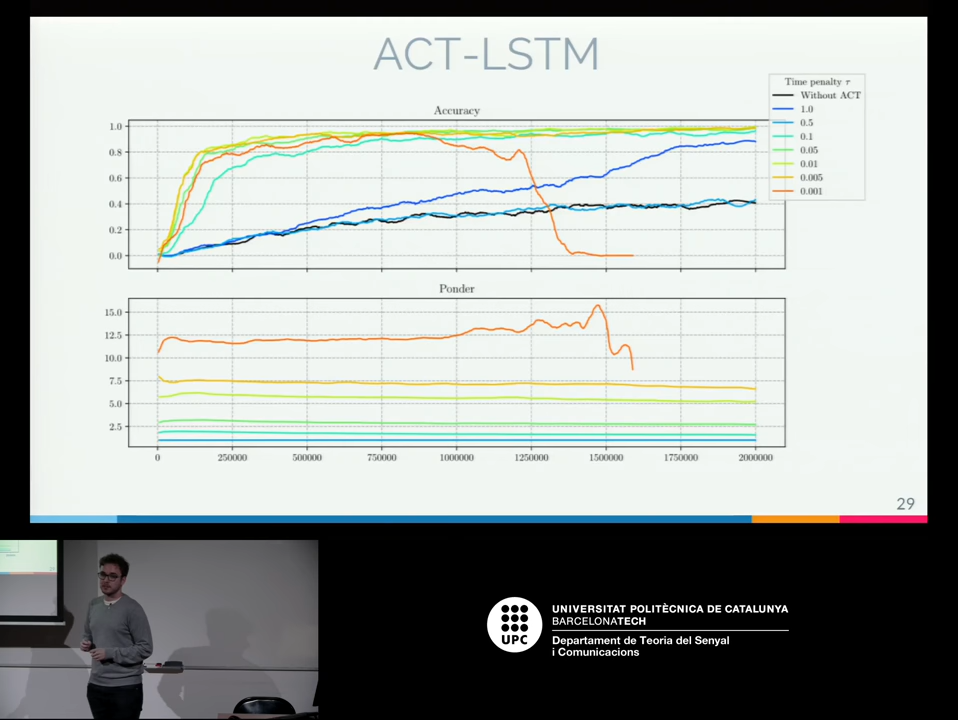 ACT-LSTM
Time penalty τ
Without ACT
1.0
0.5
0.1
0.05
0.01
0.005
0.001
Accuracy
1.0
0.8
0.6
0.4
0.2
0.0
Ponder
15.0
12.5
10.0
7.5
5.0
2.5
0 250000 500000 750000 1000000 1250000 1500000 1750000 2000000
29
UPC
UNIVERSITAT POLITÈCNICA DE CATALUNYA
BARCELONATECH
Departament de Teoria del Senyal
i Comunicacions